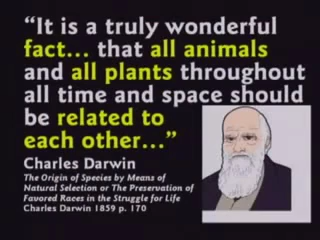 “It is a truly wonderful
fact... that all animals
and all plants throughout
all time and space should
be related to
each other...”
Charles Darwin
The Origin of Species by Means of
Natural Selection or The Preservation of
Favored Races in the Struggle for Life
Charles Darwin 1859 p. 170